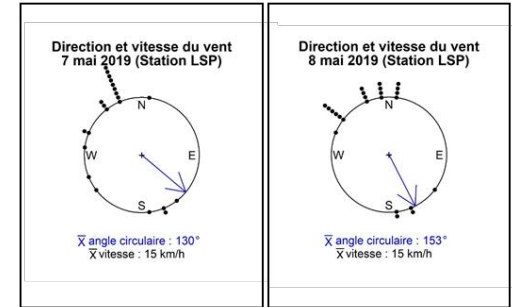 Direction et vitesse du vent
7 mai 2019 (Station LSP)
N
W
E
S
X̅ angle circulaire : 130°
X̅ vitesse : 15 km/h
Direction et vitesse du vent
8 mai 2019 (Station LSP)
N
W
E
S
X̅ angle circulaire : 153°
X̅ vitesse : 15 km/h